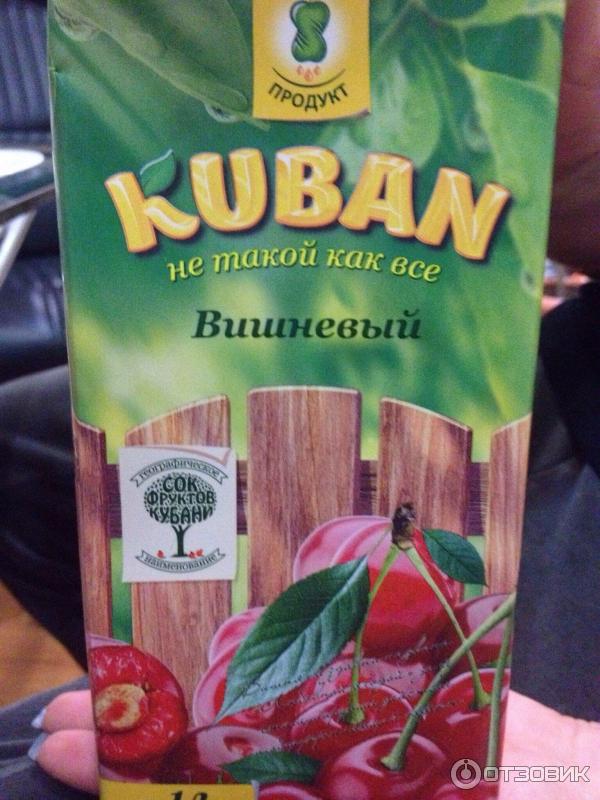 ПРОДУКТ
KUBAN
не такой как все
Вишневый
географическое
СОК
ФРУКТОВ
КУБАНИ
наименование
ОТЗОВИК